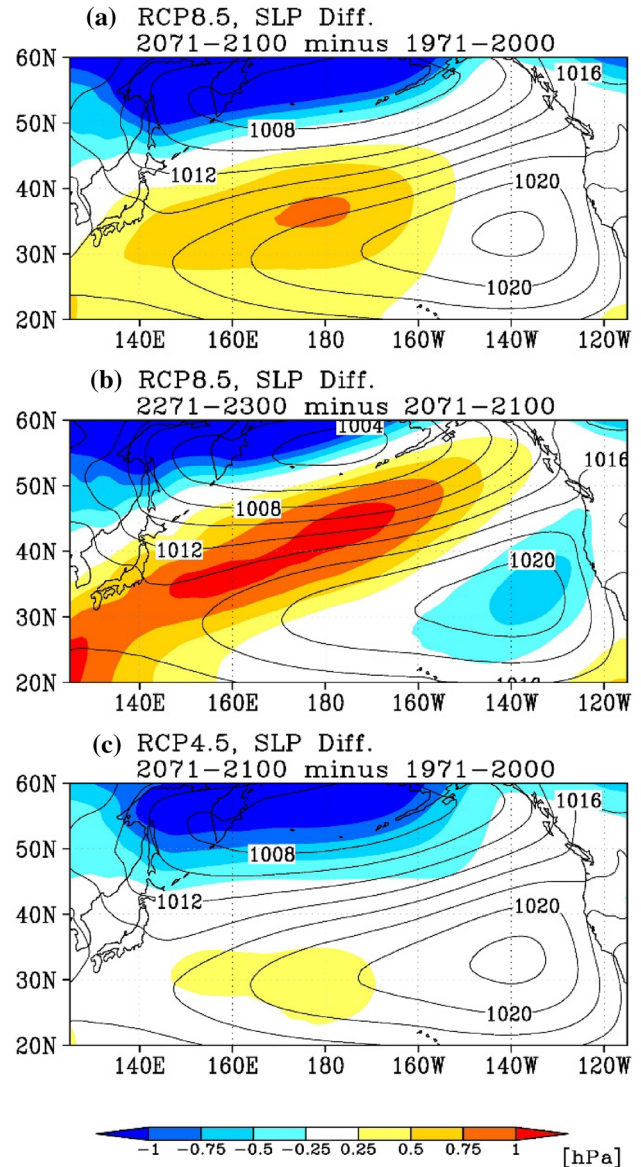 (a) RCP8.5, SLP Diff.
2071−2100 minus 1971−2000
60N
1016
50N
1008
1012
40N
1020
30N
1020
20N
140E 160E 180 160W 140W 120W
(b) RCP8.5, SLP Diff.
2271−2300 minus 2071−2100
60N
1004
1016
50N
1008
1012
40N
1020
30N
20N
140E 160E 180 160W 140W 120W
(c) RCP4.5, SLP Diff.
2071−2100 minus 1971−2000
60N
1016
50N
1008
1012
40N
1020
30N
1020
20N
140E 160E 180 160W 140W 120W
−1 −0.75 −0.5 −0.25 0.25 0.5 0.75 1
[hPa]